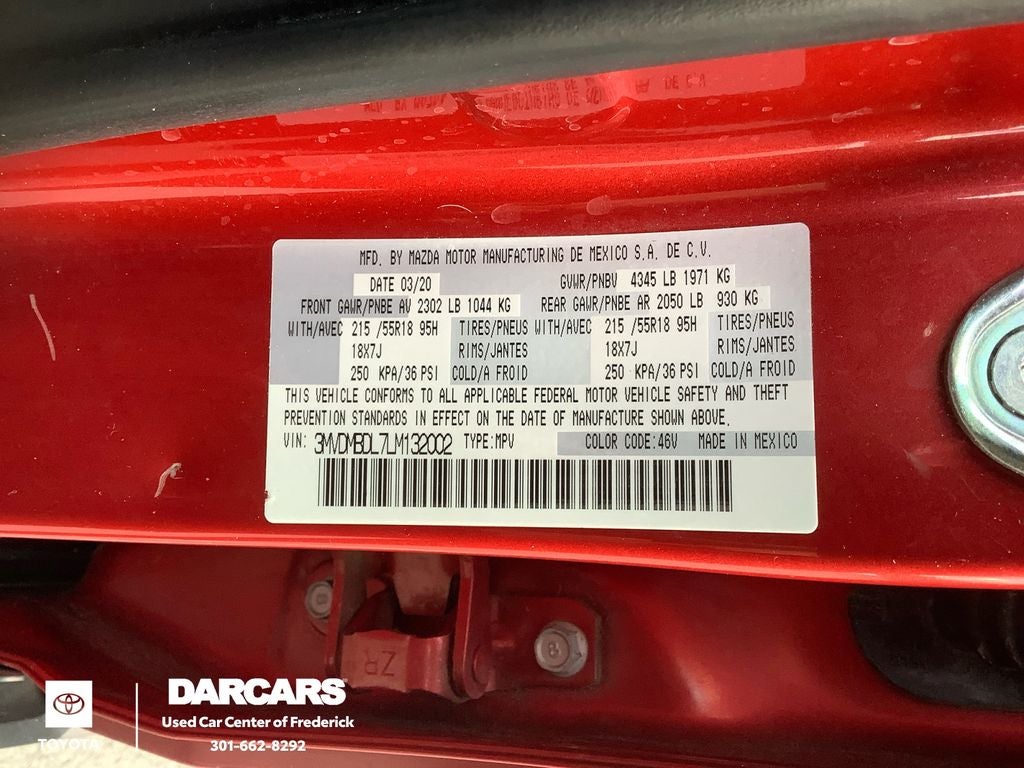 MFD. BY MAZDA MOTOR MANUFACTURING DE MEXICO S.A. DE C.V.
DATE 03/20 GVWR/PNBV 4345 LB 1971 KG
FRONT GAWR/PNBE AV 2302 LB 1044 KG REAR GAWR/PNBE AR 2050 LB 930 KG
WITH/AVEC 215 /55R18 95H TIRES/PNEUS WITH/AVEC 215 /55R18 95H TIRES/PNEUS
18X7J RIMS/JANTES 18X7J RIMS/JANTES
250 KPA/36 PSI COLD/A FROID 250 KPA/36 PSI COLD/A FROID
THIS VEHICLE CONFORMS TO ALL APPLICABLE FEDERAL MOTOR VEHICLE SAFETY AND THEFT
PREVENTION STANDARDS IN EFFECT ON THE DATE OF MANUFACTURE SHOWN ABOVE.
VIN: 3MVDMBDL7LM132002 TYPE:MPV COLOR CODE:46V MADE IN MEXICO
ZR
8
TOYOTA
DARCARS
Used Car Center of Frederick
301-662-8292